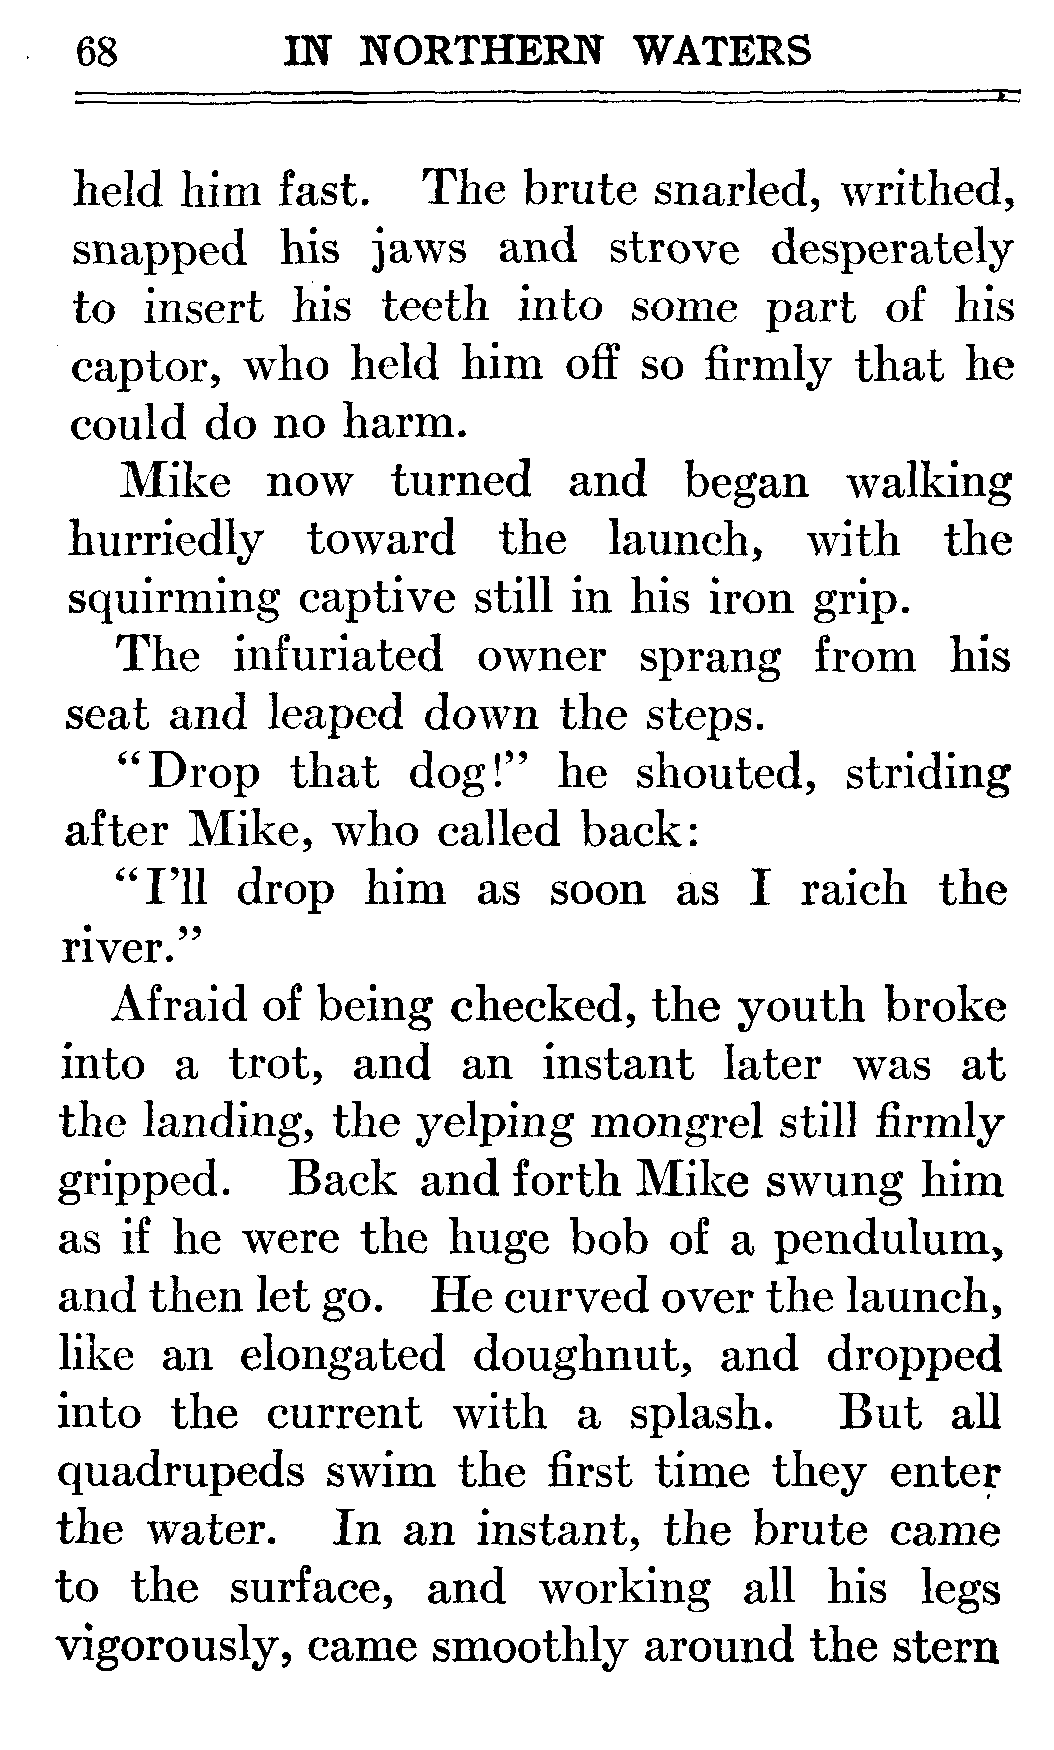 68 IN NORTHERN WATERS
held him fast. The brute snarled, writhed,
snapped his jaws and strove desperately
to insert his teeth into some part of his
captor, who held him off so firmly that he
could do no harm.
Mike now turned and began walking
hurriedly toward the launch, with the
squirming captive still in his iron grip.
The infuriated owner sprang from his
seat and leaped down the steps.
“Drop that dog!” he shouted, striding
after Mike, who called back:
“I’ll drop him as soon as I raich the
river.”
Afraid of being checked, the youth broke
into a trot, and an instant later was at
the landing, the yelping mongrel still firmly
gripped. Back and forth Mike swung him
as if he were the huge bob of a pendulum,
and then let go. He curved over the launch,
like an elongated doughnut, and dropped
into the current with a splash. But all
quadrupeds swim the first time they enter
the water. In an instant, the brute came
to the surface, and working all his legs
vigorously, came smoothly around the stern